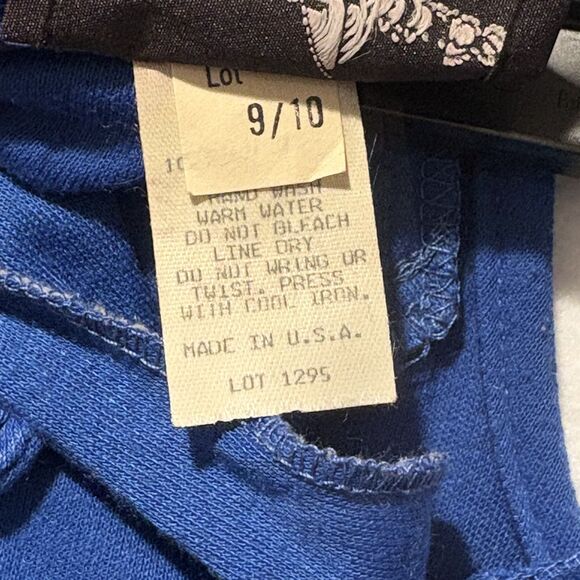 Lot
9/10
10
HAND WASH
WARM WATER
DO NOT BLEACH
LINE DRY
DO NOT WRING OR
TWIST. PRESS
WITH COOL IRON.
MADE IN U.S.A.
LOT 1295